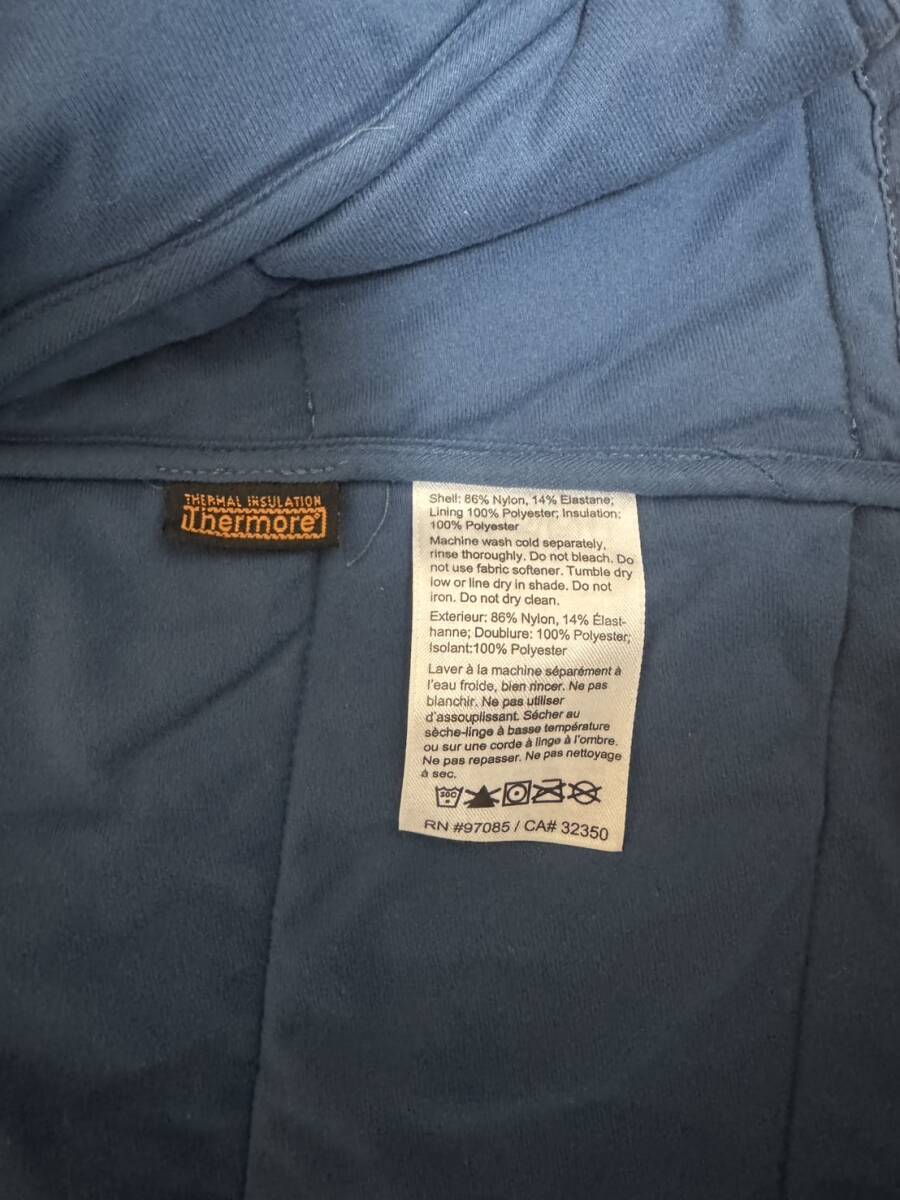 THERMAL INSULATION
Thermore®
Shell: 86% Nylon, 14% Elastane;
Lining 100% Polyester; Insulation:
100% Polyester
Machine wash cold separately,
rinse thoroughly. Do not bleach. Do
not use fabric softener. Tumble dry
low or line dry in shade. Do not
iron. Do not dry clean.
Exterieur: 86% Nylon, 14% Élast-
hanne; Doublure: 100% Polyester;
Isolant:100% Polyester
Laver à la machine séparément à
l'eau froide, bien rincer. Ne pas
blanchir. Ne pas utiliser
d'assouplissant. Sécher au
sèche-linge à basse température
ou sur une corde à linge à l'ombre.
Ne pas repasser. Ne pas nettoyage
à sec.
30C
RN #97085 / CA# 32350